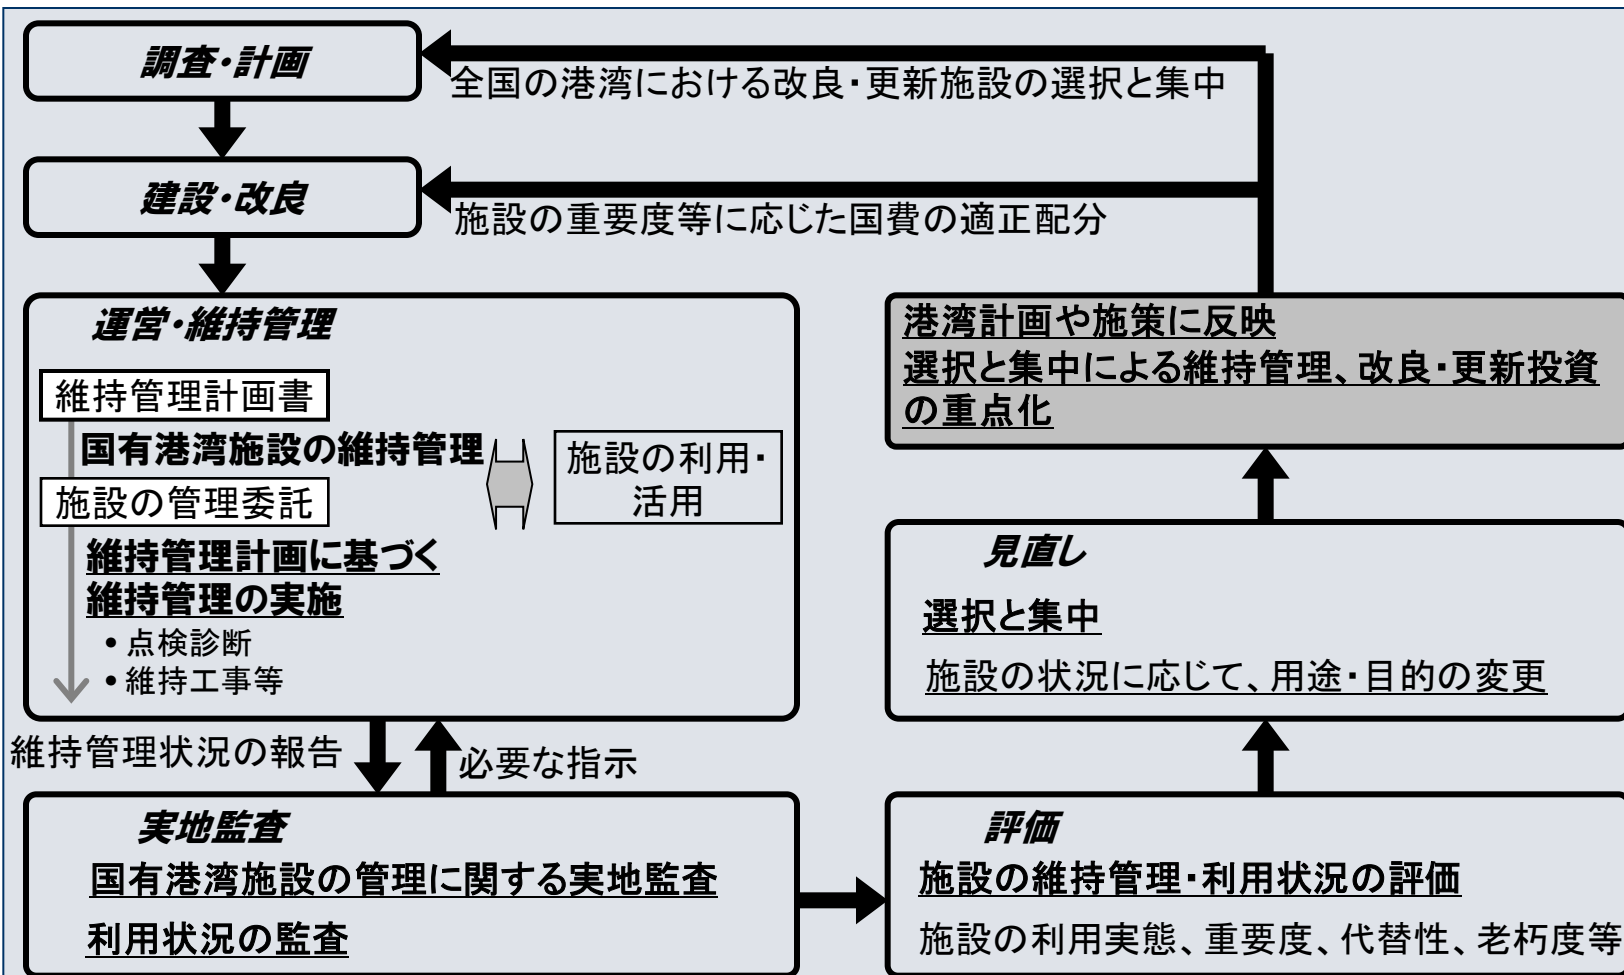 調査・計画
全国の港湾における改良・更新施設の選択と集中
建設・改良
施設の重要度等に応じた国費の適正配分
運営・維持管理
維持管理計画書
国有港湾施設の維持管理
施設の管理委託
維持管理計画に基づく
維持管理の実施
• 点検診断
• 維持工事等
施設の利用・
活用
維持管理状況の報告
必要な指示
実地監査
国有港湾施設の管理に関する実地監査
利用状況の監査
評価
施設の維持管理・利用状況の評価
施設の利用実態、重要度、代替性、老朽度等
見直し
選択と集中
施設の状況に応じて、用途・目的の変更
港湾計画や施策に反映
選択と集中による維持管理、改良・更新投資
の重点化